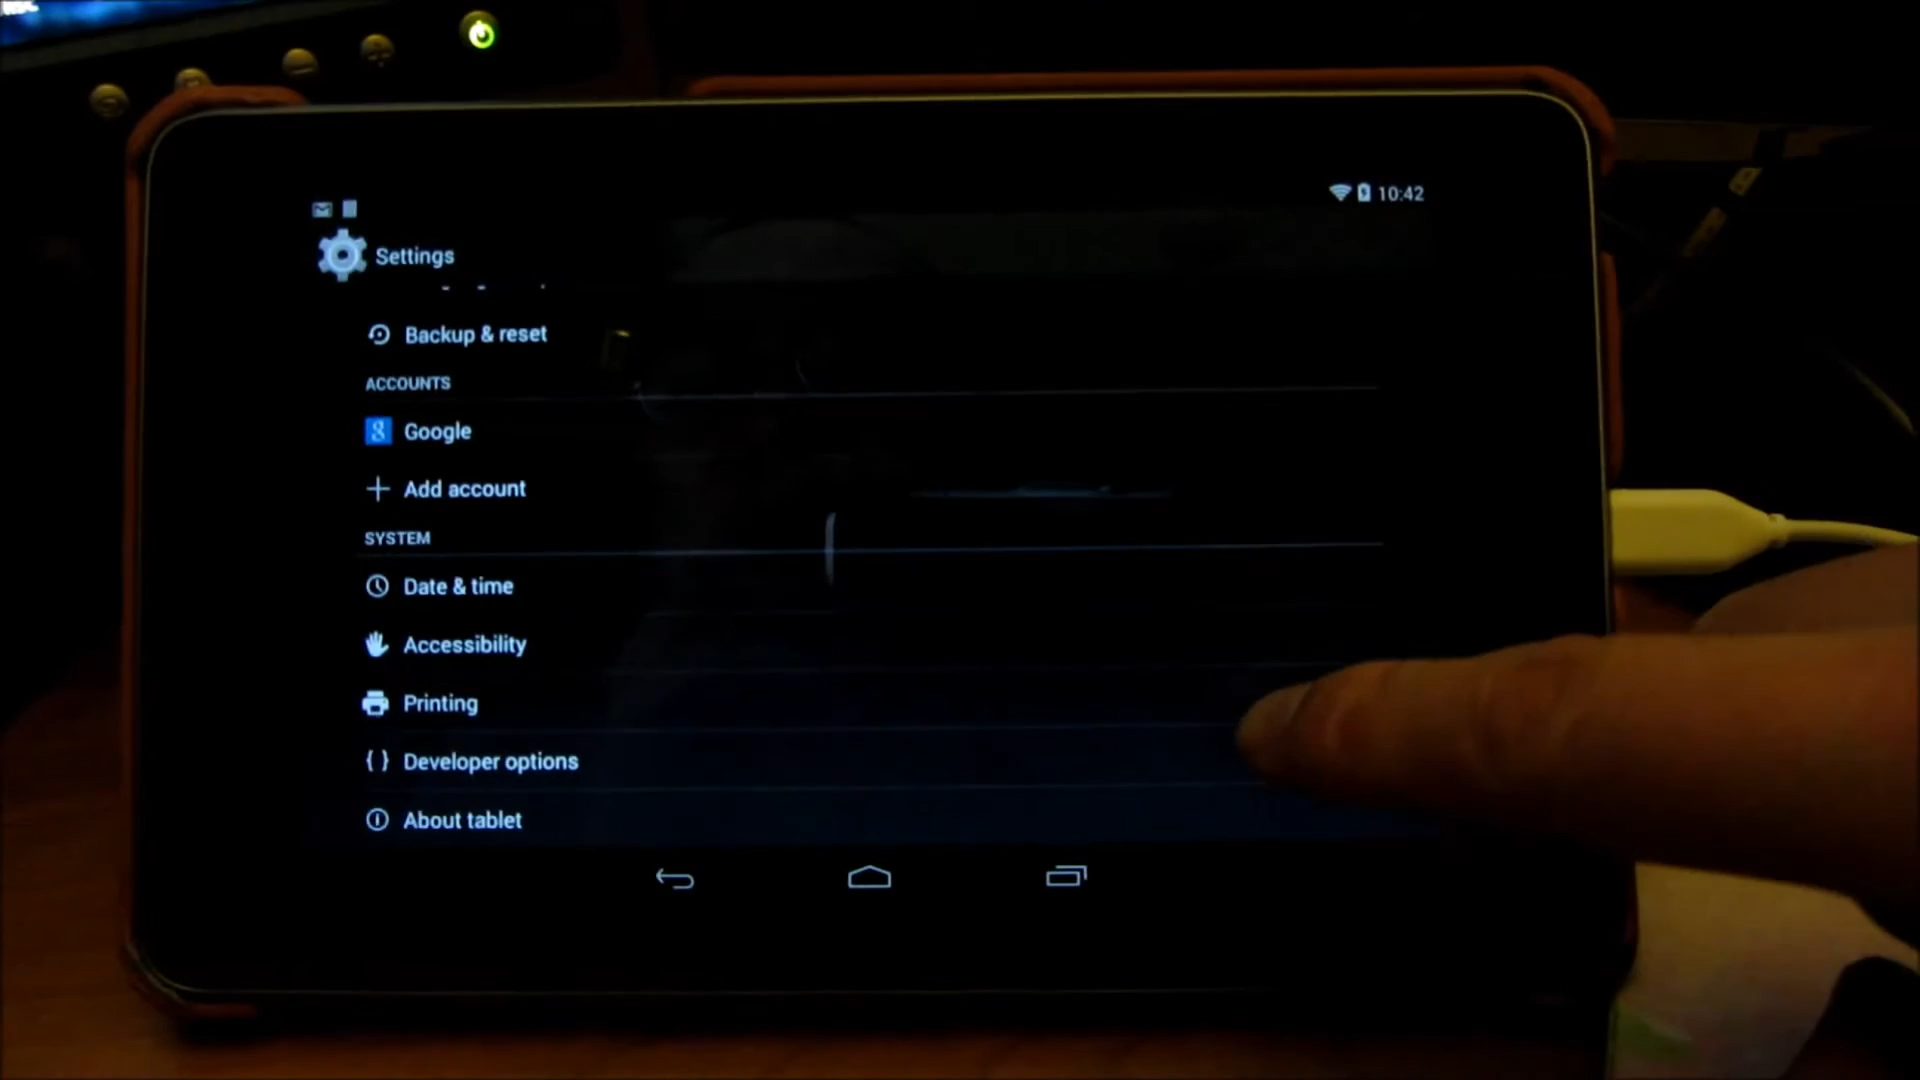 10:42
Settings
Backup & reset
ACCOUNTS
Google
Add account
SYSTEM
Date & time
Accessibility
Printing
Developer options
About tablet